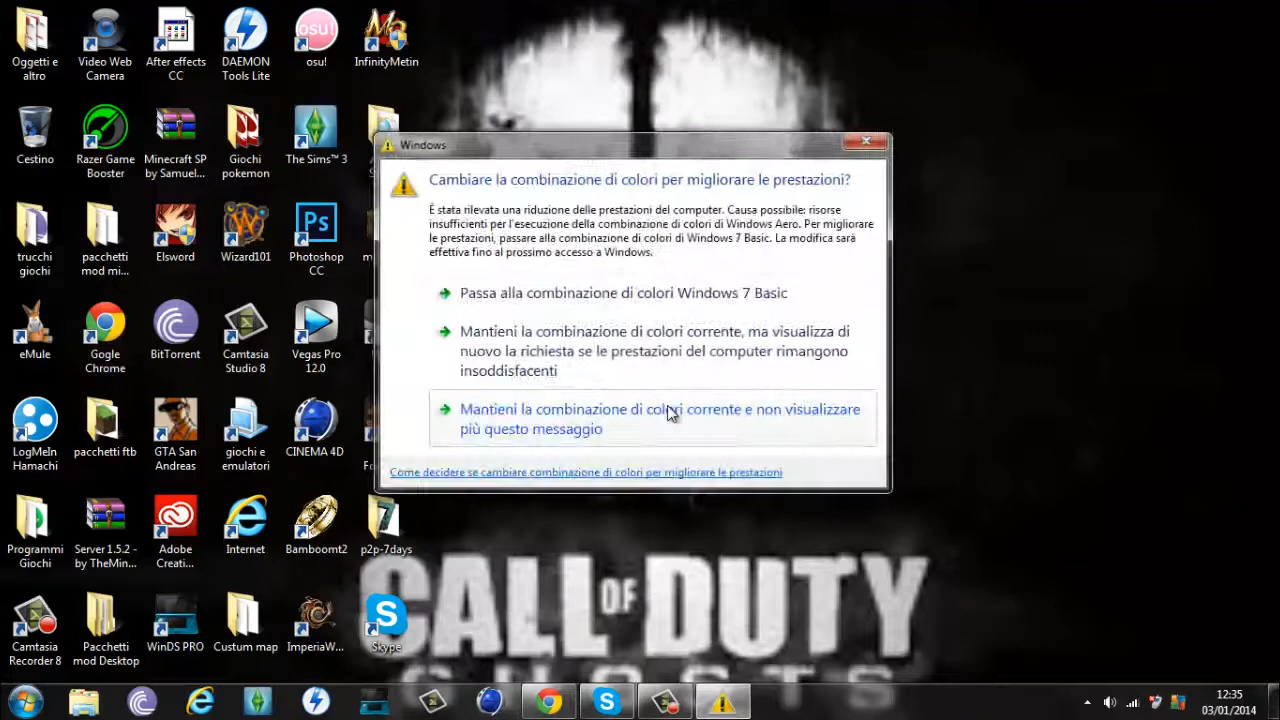 Oggetti e
altro
Video Web
Camera
After effects
CC
DAEMON
Tools Lite
osu!
osu!
InfinityMetin
Cestino
Razer Game
Booster
Minecraft SP
by Samuel...
Giochi
pokemon
The Sims™ 3
trucchi
giochi
pacchetti
mod mi...
Elsword
Wizard101
Ps
Photoshop
CC
eMule
Gogle
Chrome
BitTorrent
Camtasia
Studio 8
Vegas Pro
12.0
LogMeIn
Hamachi
pacchetti ftb
GTA San
Andreas
giochi e
emulatori
CINEMA 4D
Programmi
Giochi
Server 1.5.2 -
by TheMin...
Adobe
Creati...
Internet
Bamboomt2
7
p2p-7days
Camtasia
Recorder 8
Pacchetti
mod Desktop
WinDS PRO
Custum map
ImperiaW...
Skype
Windows
Cambiare la combinazione di colori per migliorare le prestazioni?
È stata rilevata una riduzione delle prestazioni del computer. Causa possibile: risorse
insufficienti per l'esecuzione della combinazione di colori di Windows Aero. Per migliorare
le prestazioni, passare alla combinazione di colori di Windows 7 Basic. La modifica sarà
effettiva fino al prossimo accesso a Windows.
Passa alla combinazione di colori Windows 7 Basic
Mantieni la combinazione di colori corrente, ma visualizza di
nuovo la richiesta se le prestazioni del computer rimangono
insoddisfacenti
Mantieni la combinazione di colori corrente e non visualizzare
più questo messaggio
Come decidere se cambiare combinazione di colori per migliorare le prestazioni
CALL OF DUTY
GHOSTS
12:35
03/01/2014